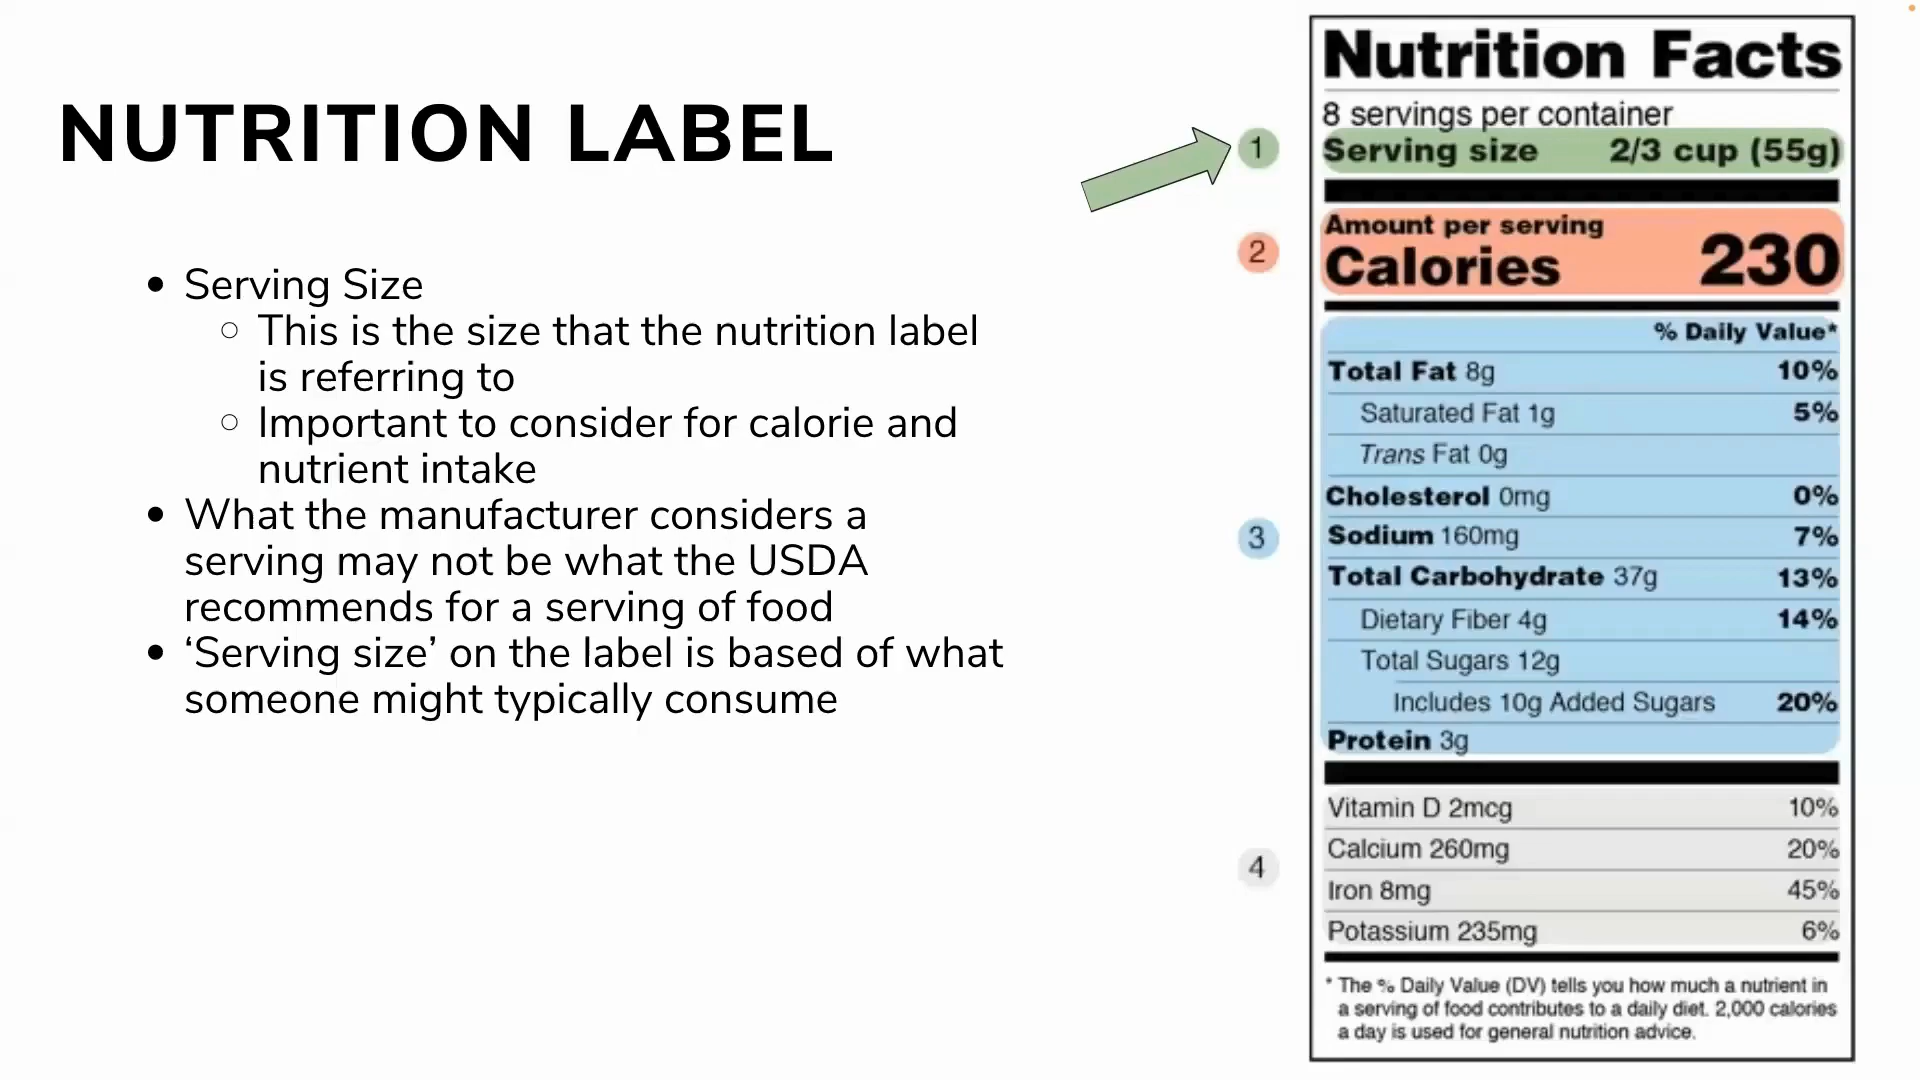 NUTRITION LABEL
• Serving Size
○ This is the size that the nutrition label
is referring to
○ Important to consider for calorie and
nutrient intake
• What the manufacturer considers a
serving may not be what the USDA
recommends for a serving of food
• ‘Serving size’ on the label is based of what
someone might typically consume
1
2
3
4
Nutrition Facts
8 servings per container
Serving size 2/3 cup (55g)
Amount per serving
Calories 230
% Daily Value*
Total Fat 8g 10%
Saturated Fat 1g 5%
Trans Fat 0g
Cholesterol 0mg 0%
Sodium 160mg 7%
Total Carbohydrate 37g 13%
Dietary Fiber 4g 14%
Total Sugars 12g
Includes 10g Added Sugars 20%
Protein 3g
Vitamin D 2mcg 10%
Calcium 260mg 20%
Iron 8mg 45%
Potassium 235mg 6%
* The % Daily Value (DV) tells you how much a nutrient in
a serving of food contributes to a daily diet. 2,000 calories
a day is used for general nutrition advice.